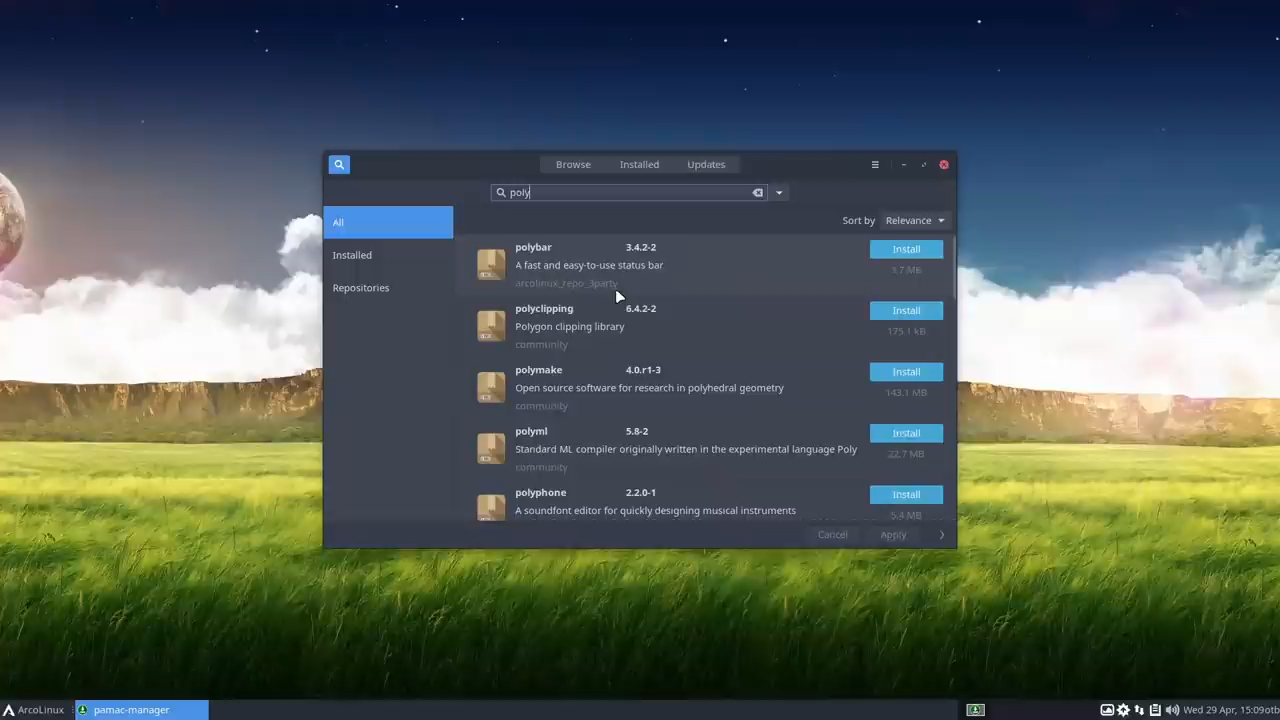 Browse Installed Updates
poly
All
Installed
Repositories
Sort by Relevance
polybar 3.4.2-2 Install
A fast and easy-to-use status bar 3.7 MB
arcolinux_repo_3party
polyclipping 6.4.2-2 Install
Polygon clipping library 175.1 kB
community
polymake 4.0.r1-3 Install
Open source software for research in polyhedral geometry 143.1 MB
community
polyml 5.8-2 Install
Standard ML compiler originally written in the experimental language Poly 22.7 MB
community
polyphone 2.2.0-1 Install
A soundfont editor for quickly designing musical instruments 5.4 MB
Cancel Apply
ArcoLinux pamac-manager Wed 29 Apr, 15:09otb